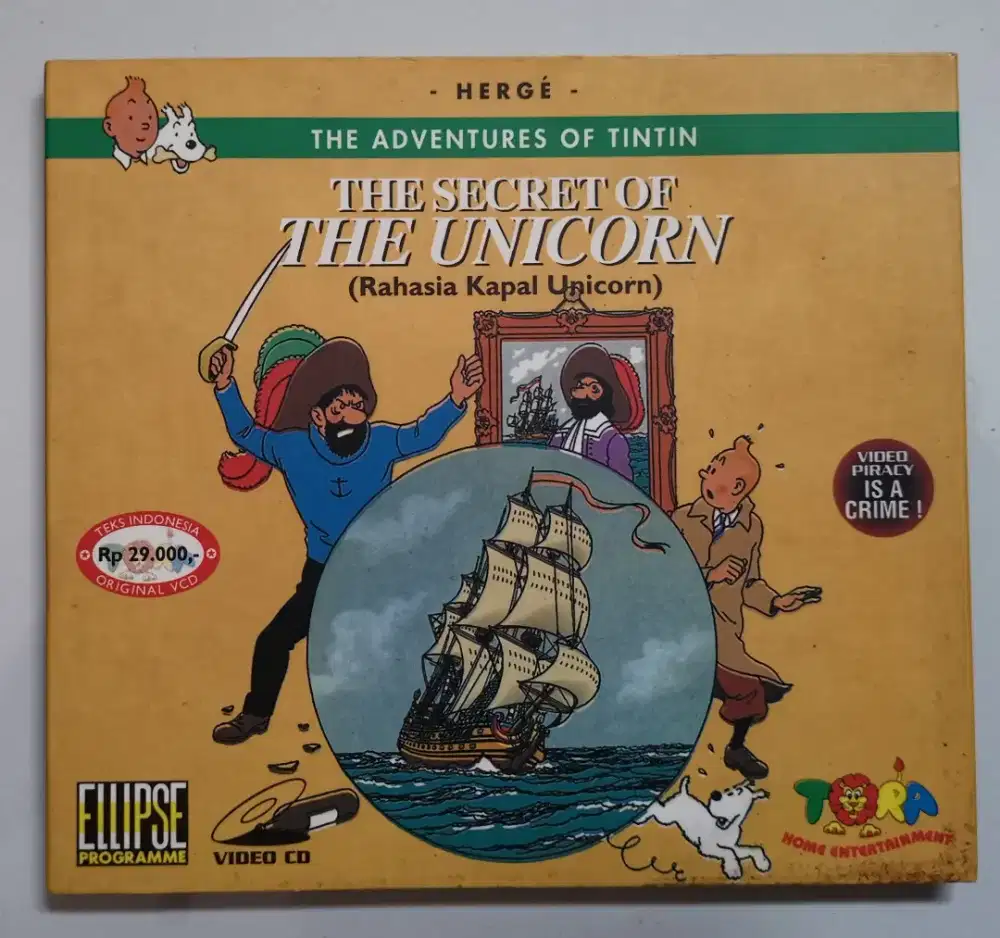 - HERGÉ -
THE ADVENTURES OF TINTIN
THE SECRET OF
THE UNICORN
(Rahasia Kapal Unicorn)
VIDEO
PIRACY
IS A
CRIME !
TEKS INDONESIA
Rp 29.000,-
ORIGINAL VCD
ELLIPSE
PROGRAMME
VIDEO CD
TORA
HOME ENTERTAINMENT